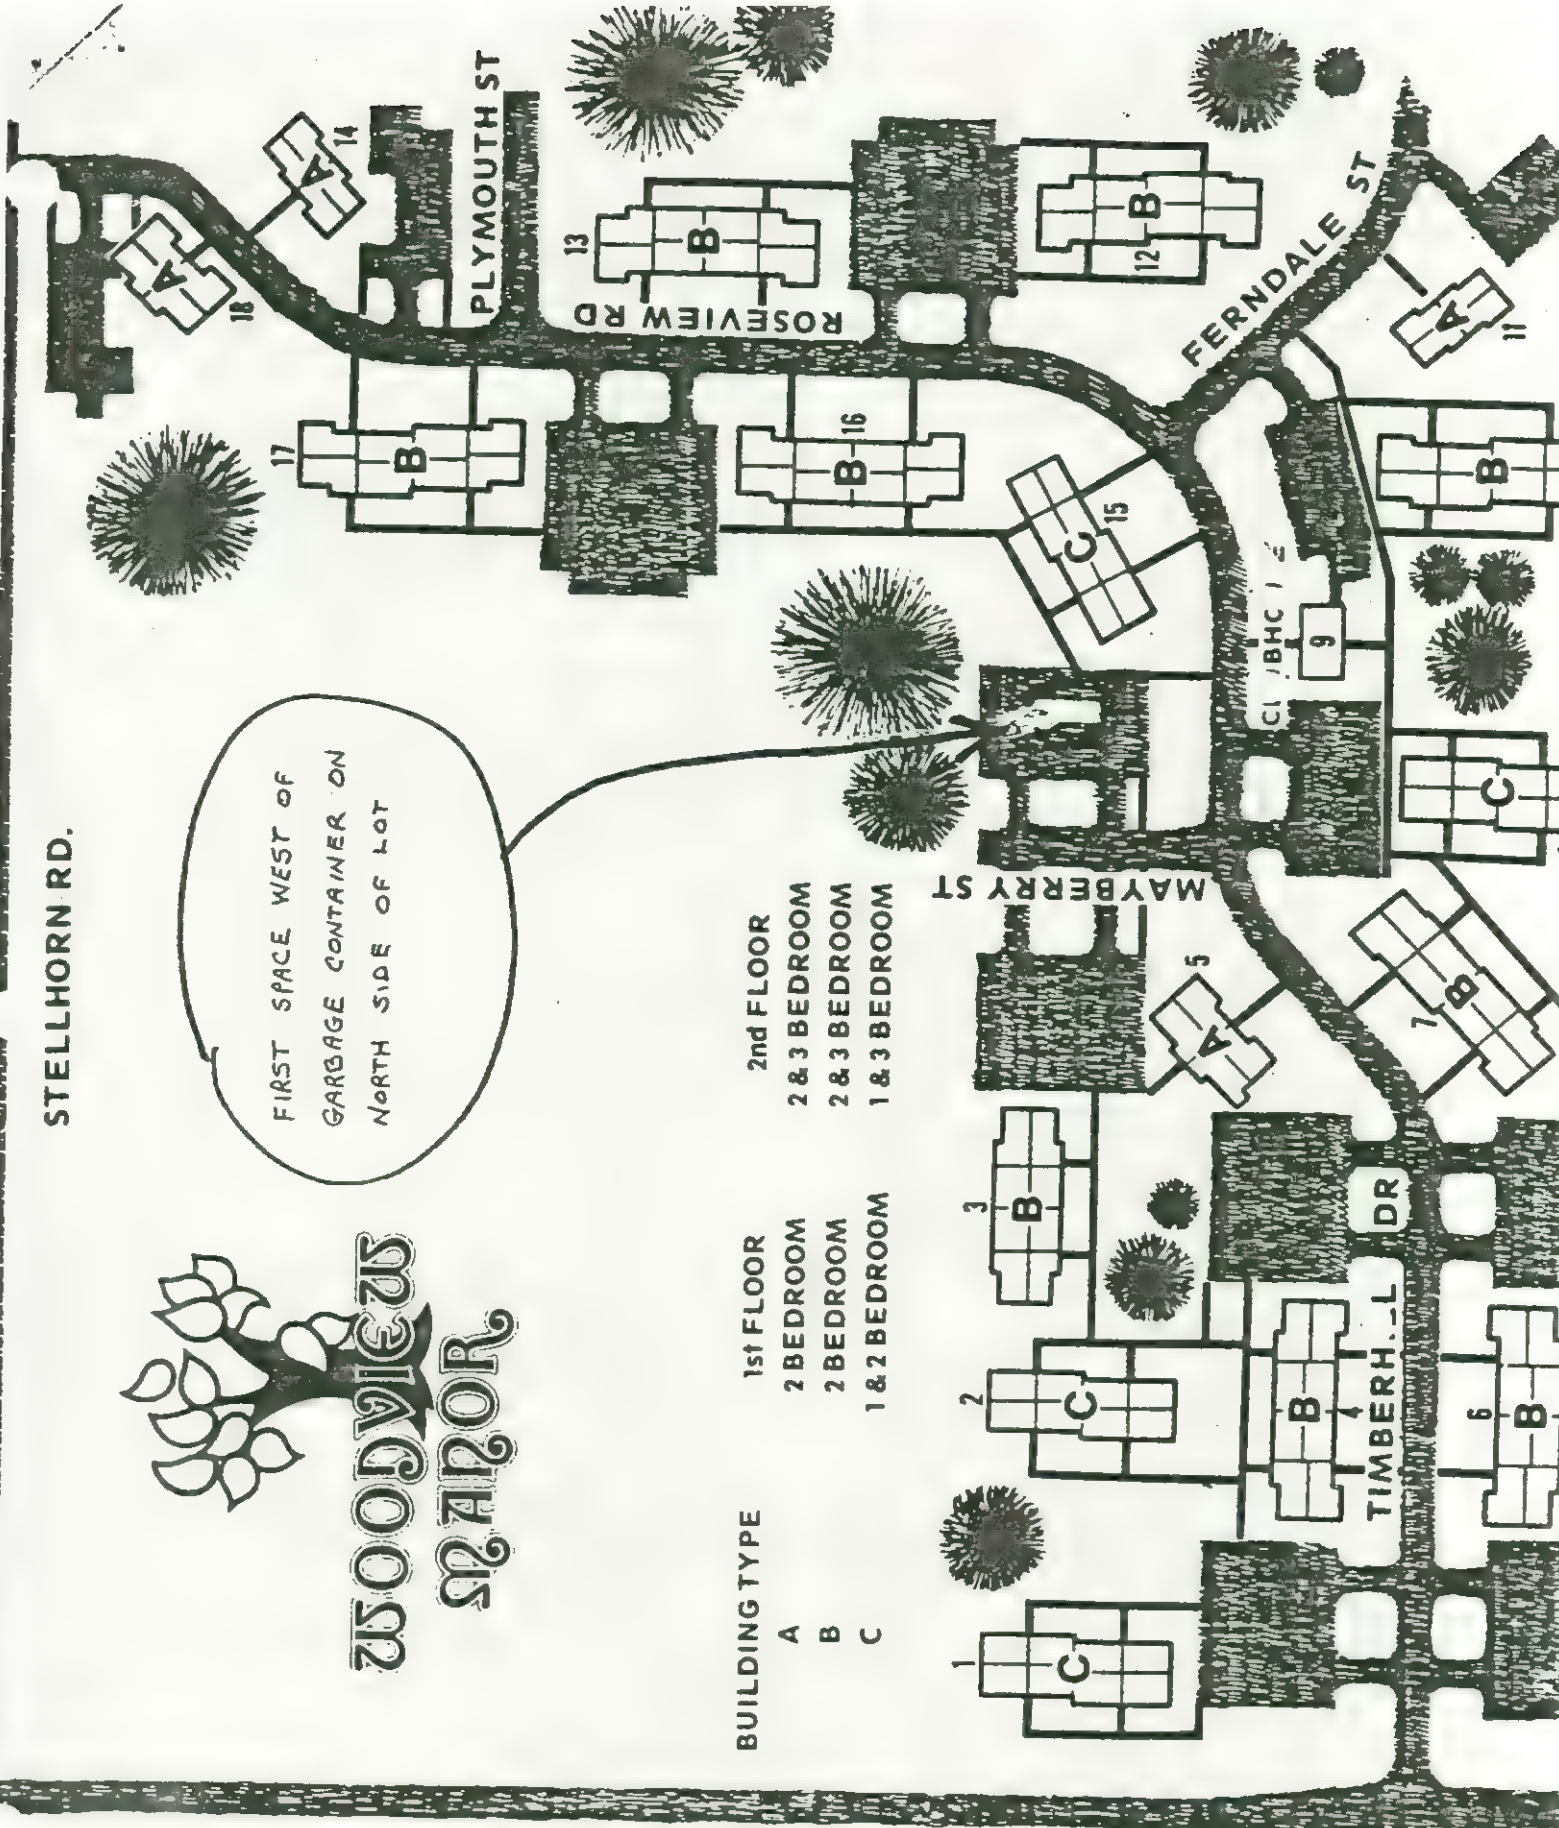 STELLHORN RD.
FIRST SPACE WEST OF
GARBAGE CONTAINER ON
NORTH SIDE OF LOT
WOODVIEW
MANOR
BUILDING TYPE 1st FLOOR 2nd FLOOR
A 2 BEDROOM 2 & 3 BEDROOM
B 2 BEDROOM 2 & 3 BEDROOM
C 1 & 2 BEDROOM 1 & 3 BEDROOM
PLYMOUTH ST
ROSEVIEW RD
FERNDALE ST
MAYBERRY ST
DR
1
C
2
C
3
B
B
4
A
5
6
B
7
B
C
9
B
A
11
B
12
13
B
A
14
C
15
B
16
17
B
A
18